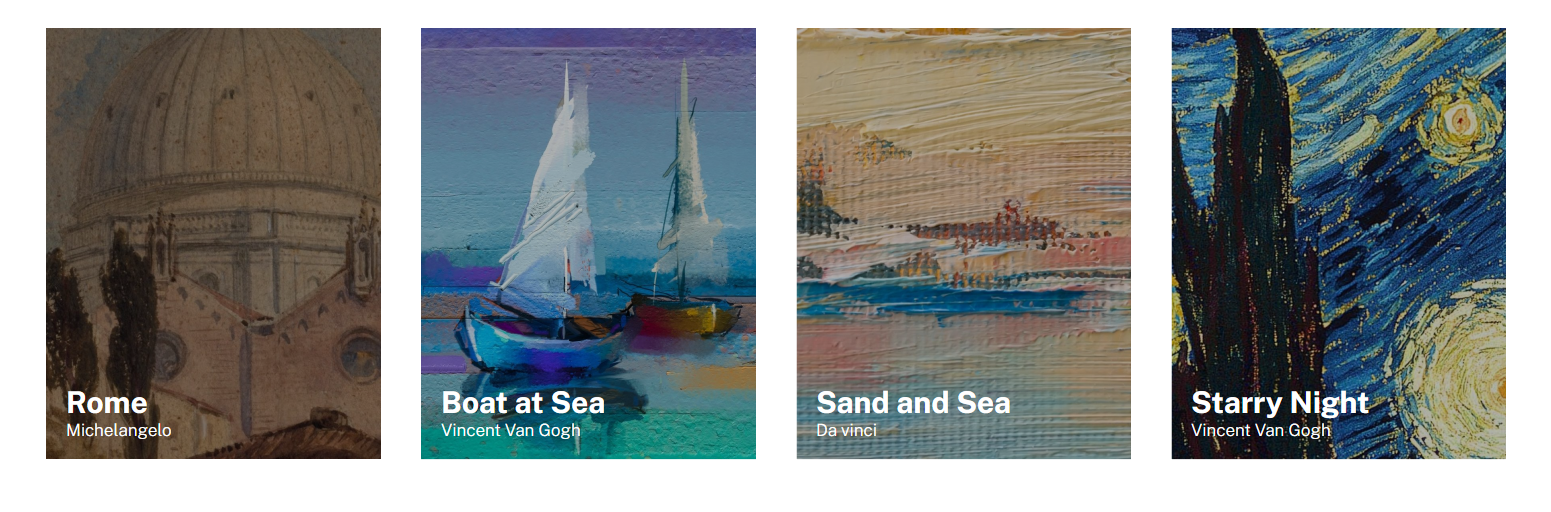 Rome
Michelangelo
Boat at Sea
Vincent Van Gogh
Sand and Sea
Da vinci
Starry Night
Vincent Van Gogh